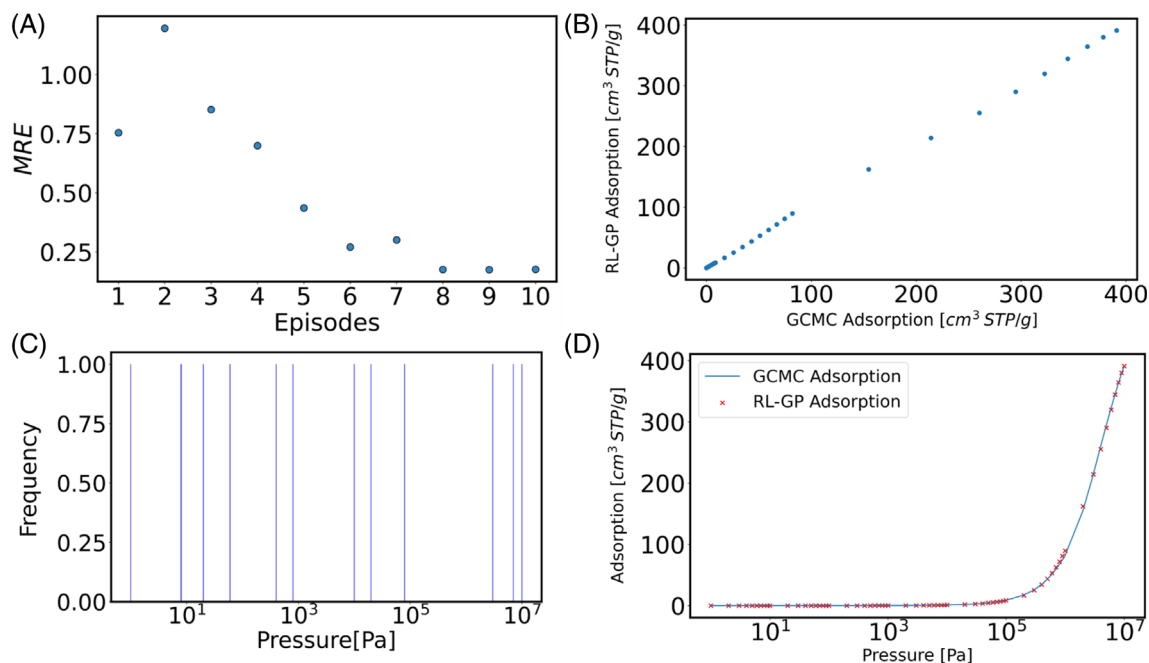 (A)
1.00
0.75
0.50
0.25
MRE
1 2 3 4 5 6 7 8 9 10
Episodes
(B)
400
300
200
100
0
RL-GP Adsorption [cm³ STP/g]
0 100 200 300 400
GCMC Adsorption [cm³ STP/g]
(C)
1.00
0.75
0.50
0.25
0.00
Frequency
10¹ 10³ 10⁵ 10⁷
Pressure[Pa]
(D)
400
300
200
100
0
Adsorption [cm³ STP/g]
GCMC Adsorption
RL-GP Adsorption
10¹ 10³ 10⁵ 10⁷
Pressure [Pa]